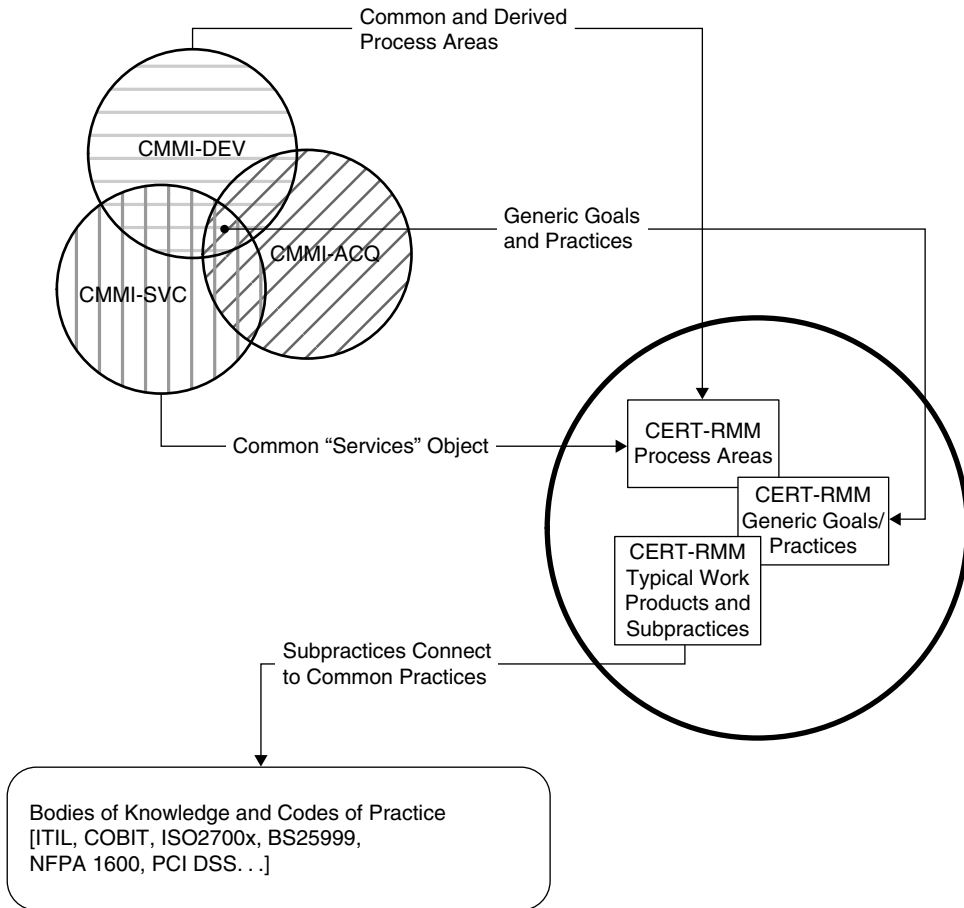 Common and Derived
Process Areas
CMMI-DEV
Generic Goals
and Practices
CMMI-ACQ
CMMI-SVC
Common “Services” Object
CERT-RMM
Process Areas
CERT-RMM
Generic Goals/
Practices
CERT-RMM
Typical Work
Products and
Subpractices
Subpractices Connect
to Common Practices
Bodies of Knowledge and Codes of Practice
[ITIL, COBIT, ISO2700x, BS25999,
NFPA 1600, PCI DSS. . .]